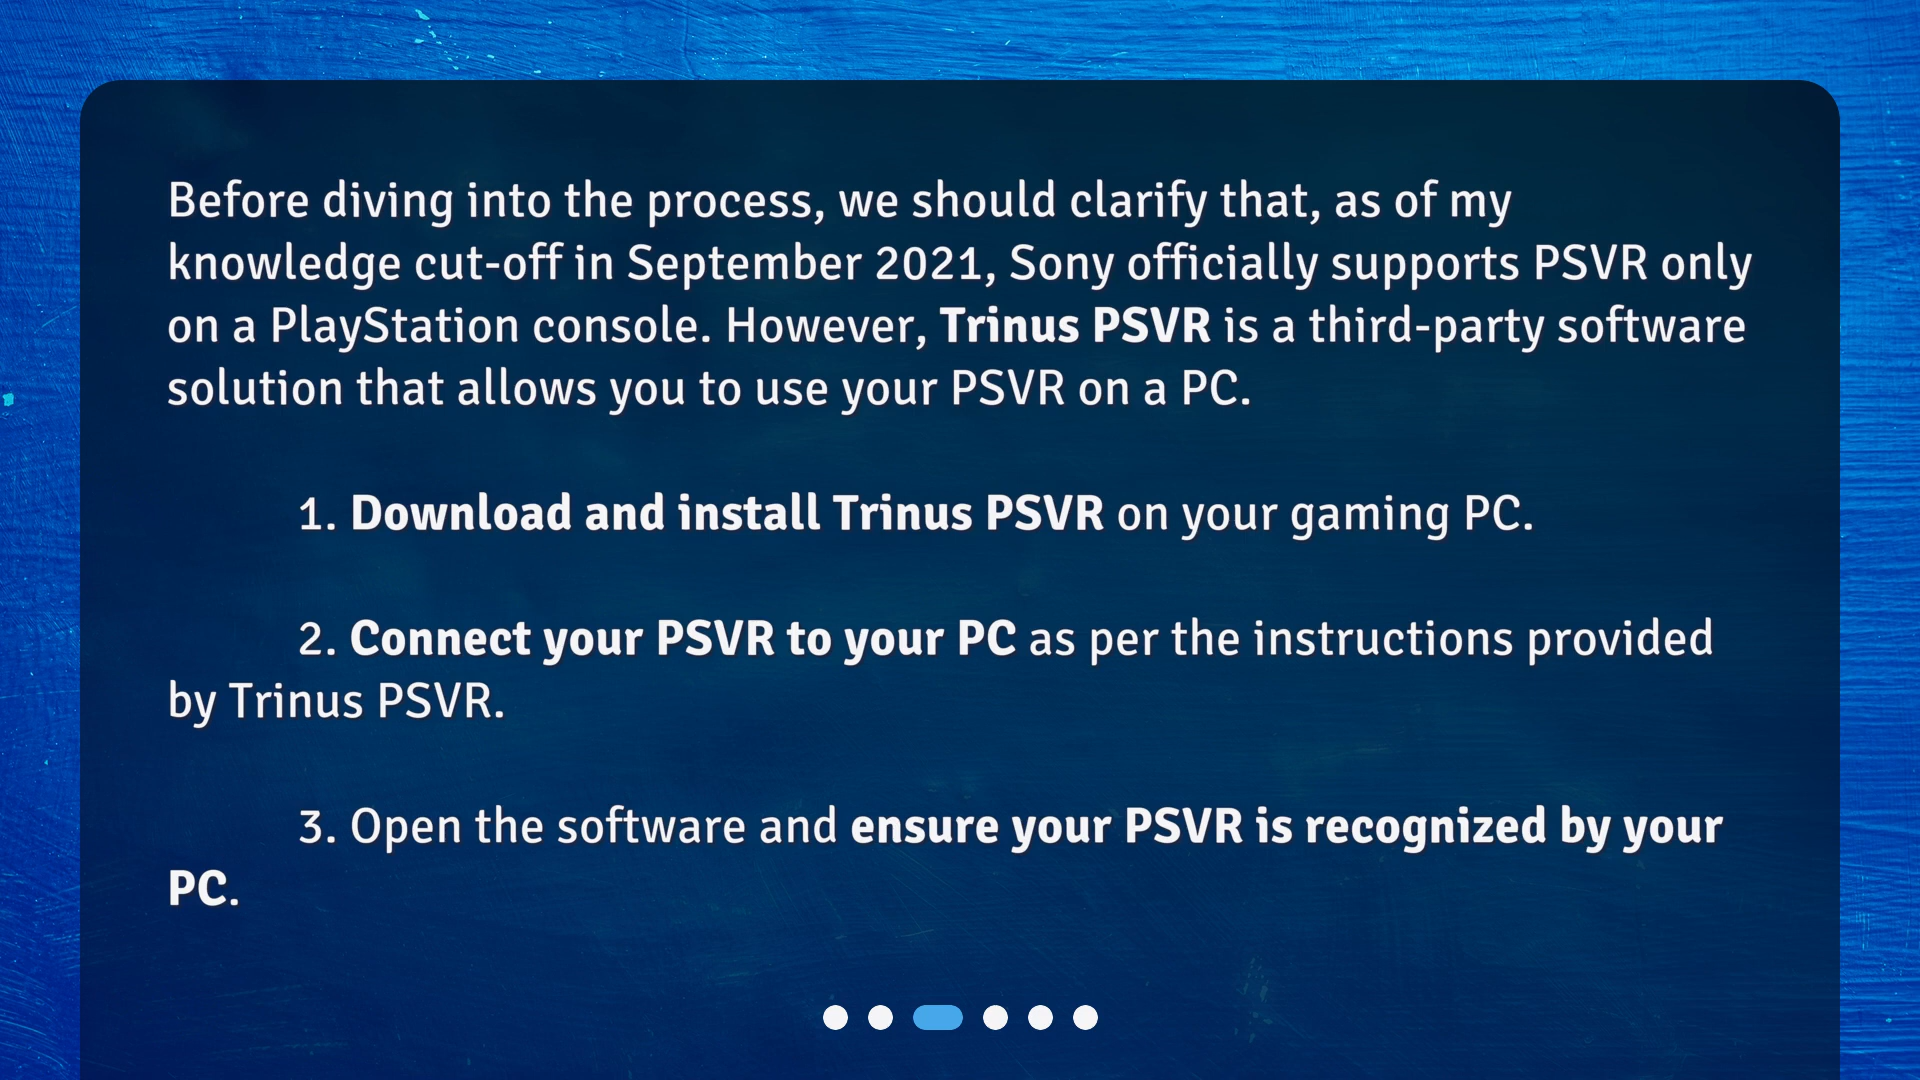 Before diving into the process, we should clarify that, as of my
knowledge cut-off in September 2021, Sony officially supports PSVR only
on a PlayStation console. However, Trinus PSVR is a third-party software
solution that allows you to use your PSVR on a PC.
1. Download and install Trinus PSVR on your gaming PC.
2. Connect your PSVR to your PC as per the instructions provided
by Trinus PSVR.
3. Open the software and ensure your PSVR is recognized by your
PC.